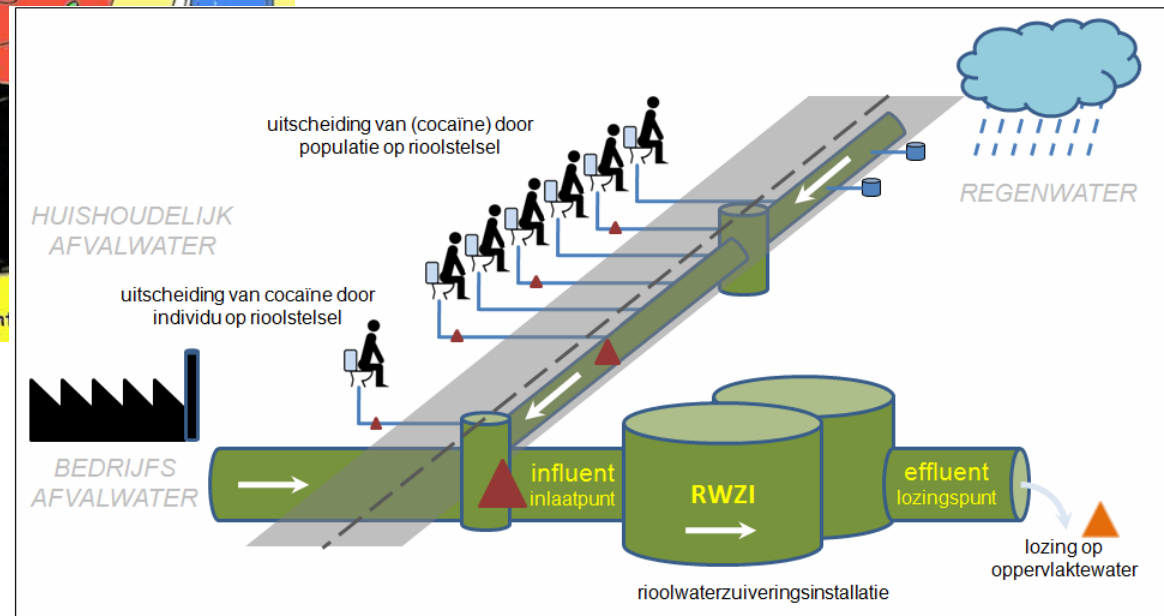 uitscheiding van (cocaïne) door
populatie op rioolstelsel
HUISHOUDELIJK
AFVALWATER
REGENWATER
uitscheiding van cocaïne door
individu op rioolstelsel
BEDRIJFS
AFVALWATER
influent
inlaatpunt
RWZI
effluent
lozingspunt
lozing op
oppervlaktewater
rioolwaterzuiveringsinstallatie